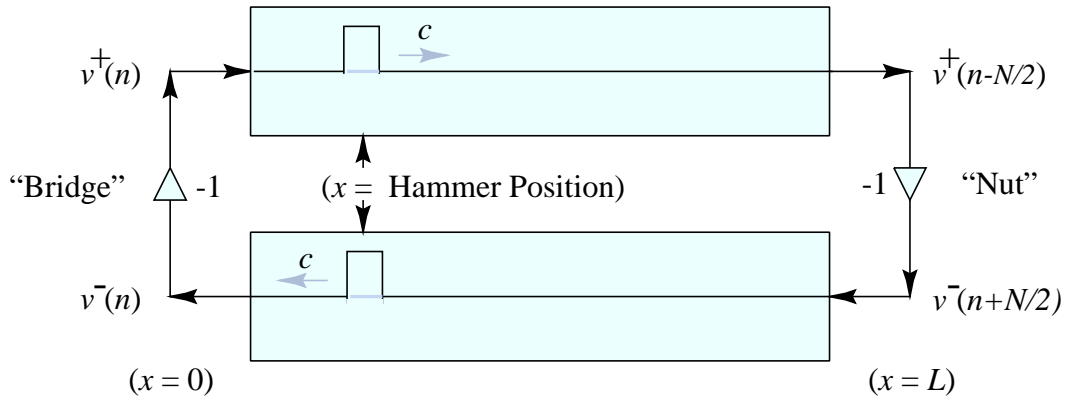 c
v+(n)
v+(n-N/2)
“Bridge”
-1
(x = Hammer Position)
-1
“Nut”
c
v-(n)
v-(n+N/2)
(x = 0)
(x = L)